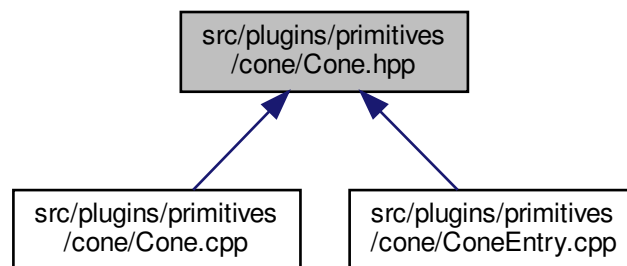 src/plugins/primitives
/cone/Cone.hpp
src/plugins/primitives
/cone/Cone.cpp
src/plugins/primitives
/cone/ConeEntry.cpp